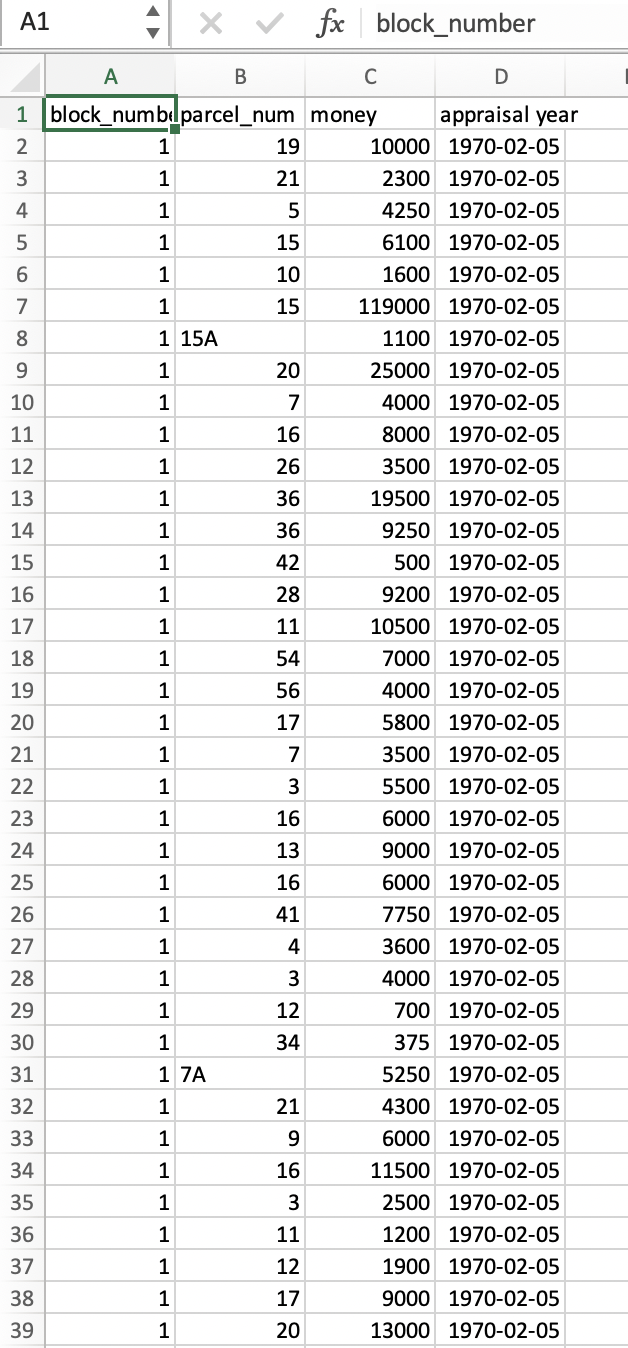 A1 fx block_number
A B C D
1 block_numbe parcel_num money appraisal year
2 1 19 10000 1970-02-05
3 1 21 2300 1970-02-05
4 1 5 4250 1970-02-05
5 1 15 6100 1970-02-05
6 1 10 1600 1970-02-05
7 1 15 119000 1970-02-05
8 1 15A 1100 1970-02-05
9 1 20 25000 1970-02-05
10 1 7 4000 1970-02-05
11 1 16 8000 1970-02-05
12 1 26 3500 1970-02-05
13 1 36 19500 1970-02-05
14 1 36 9250 1970-02-05
15 1 42 500 1970-02-05
16 1 28 9200 1970-02-05
17 1 11 10500 1970-02-05
18 1 54 7000 1970-02-05
19 1 56 4000 1970-02-05
20 1 17 5800 1970-02-05
21 1 7 3500 1970-02-05
22 1 3 5500 1970-02-05
23 1 16 6000 1970-02-05
24 1 13 9000 1970-02-05
25 1 16 6000 1970-02-05
26 1 41 7750 1970-02-05
27 1 4 3600 1970-02-05
28 1 3 4000 1970-02-05
29 1 12 700 1970-02-05
30 1 34 375 1970-02-05
31 1 7A 5250 1970-02-05
32 1 21 4300 1970-02-05
33 1 9 6000 1970-02-05
34 1 16 11500 1970-02-05
35 1 3 2500 1970-02-05
36 1 11 1200 1970-02-05
37 1 12 1900 1970-02-05
38 1 17 9000 1970-02-05
39 1 20 13000 1970-02-05